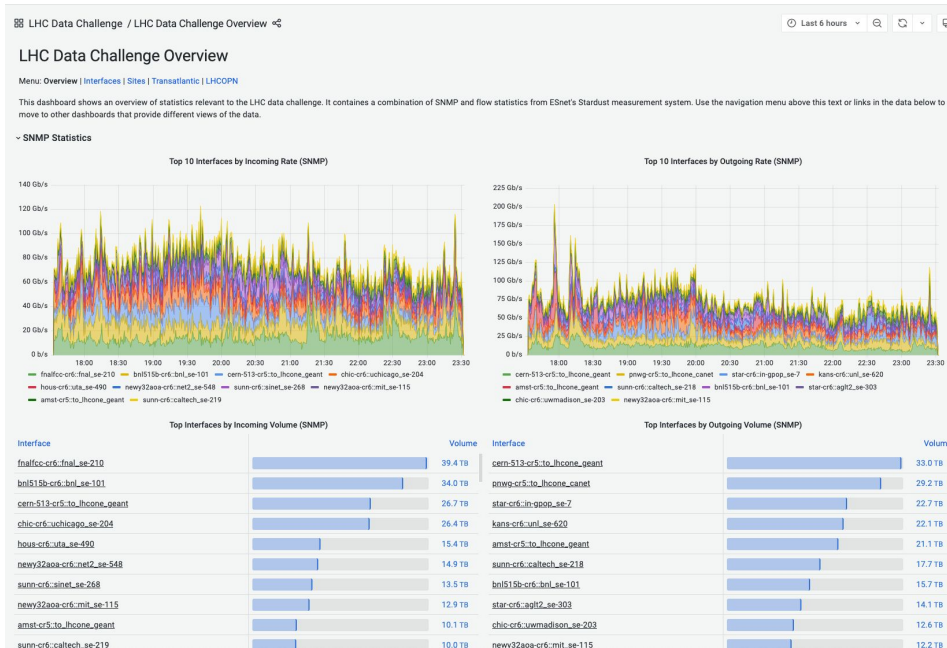 LHC Data Challenge / LHC Data Challenge Overview
Last 6 hours
LHC Data Challenge Overview
Menu: Overview | Interfaces | Sites | Transatlantic | LHCOPN
This dashboard shows an overview of statistics relevant to the LHC data challenge. It containes a combination of SNMP and flow statistics from ESnet's Stardust measurement system. Use the navigation menu above this text or links in the data below to
move to other dashboards that provide different views of the data.
SNMP Statistics
Top 10 Interfaces by Incoming Rate (SNMP)
140 Gb/s
120 Gb/s
100 Gb/s
80 Gb/s
60 Gb/s
40 Gb/s
20 Gb/s
0 b/s
18:00 18:30 19:00 19:30 20:00 20:30 21:00 21:30 22:00 22:30 23:00 23:30
fnalfcc-cr6::fnal_se-210 bnl515b-cr6::bnl_se-101 cern-513-cr5::to_lhcone_geant chic-cr6::uchicago_se-204
hous-cr6::uta_se-490 newy32aoa-cr6::net2_se-548 sunn-cr6::sinet_se-268 newy32aoa-cr6::mit_se-115
amst-cr5::to_lhcone_geant sunn-cr6::caltech_se-219
Top 10 Interfaces by Outgoing Rate (SNMP)
225 Gb/s
200 Gb/s
175 Gb/s
150 Gb/s
125 Gb/s
100 Gb/s
75 Gb/s
50 Gb/s
25 Gb/s
0 b/s
18:00 18:30 19:00 19:30 20:00 20:30 21:00 21:30 22:00 22:30 23:00 23:30
cern-513-cr5::to_lhcone_geant pnwg-cr5::to_lhcone_canet star-cr6::in-gpop_se-7 kans-cr6::unl_se-620
amst-cr5::to_lhcone_geant sunn-cr6::caltech_se-218 bnl515b-cr6::bnl_se-101 star-cr6::aglt2_se-303
chic-cr6::uwmadison_se-203 newy32aoa-cr6::mit_se-115
Top Interfaces by Incoming Volume (SNMP)
Interface Volume
fnalfcc-cr6::fnal_se-210 39.4 TB
bnl515b-cr6::bnl_se-101 34.0 TB
cern-513-cr5::to_lhcone_geant 26.7 TB
chic-cr6::uchicago_se-204 26.4 TB
hous-cr6::uta_se-490 15.4 TB
newy32aoa-cr6::net2_se-548 14.9 TB
sunn-cr6::sinet_se-268 13.5 TB
newy32aoa-cr6::mit_se-115 12.9 TB
amst-cr5::to_lhcone_geant 10.1 TB
sunn-cr6::caltech_se-219 10.0 TB
Top Interfaces by Outgoing Volume (SNMP)
Interface Volum
cern-513-cr5::to_lhcone_geant 33.0 TB
pnwg-cr5::to_lhcone_canet 29.2 TB
star-cr6::in-gpop_se-7 22.7 TB
kans-cr6::unl_se-620 22.1 TB
amst-cr5::to_lhcone_geant 21.1 TB
sunn-cr6::caltech_se-218 17.7 TB
bnl515b-cr6::bnl_se-101 15.7 TB
star-cr6::aglt2_se-303 14.1 TB
chic-cr6::uwmadison_se-203 12.6 TB
newy32aoa-cr6::mit_se-115 12.2 TB